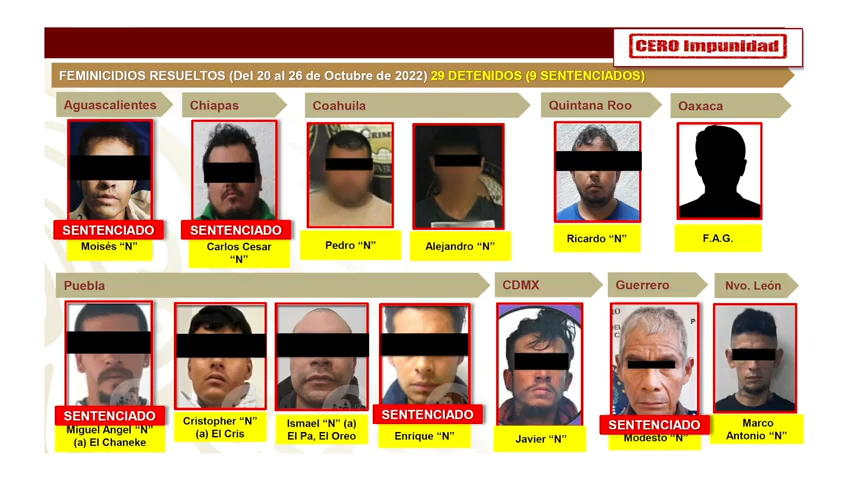 CERO Impunidad
FEMINICIDIOS RESUELTOS (Del 20 al 26 de Octubre de 2022) 29 DETENIDOS (9 SENTENCIADOS)
Aguascalientes
Chiapas
Coahuila
Quintana Roo
Oaxaca
SENTENCIADO
Moisés “N”
SENTENCIADO
Carlos Cesar
“N”
Pedro “N”
Alejandro “N”
Ricardo “N”
F.A.G.
Puebla
CDMX
Guerrero
Nvo. León
SENTENCIADO
Miguel Angel “N”
(a) El Chaneke
Cristopher “N”
(a) El Cris
Ismael “N” (a)
El Pa, El Oreo
SENTENCIADO
Enrique “N”
Javier “N”
SENTENCIADO
Modesto “N”
Marco
Antonio “N”